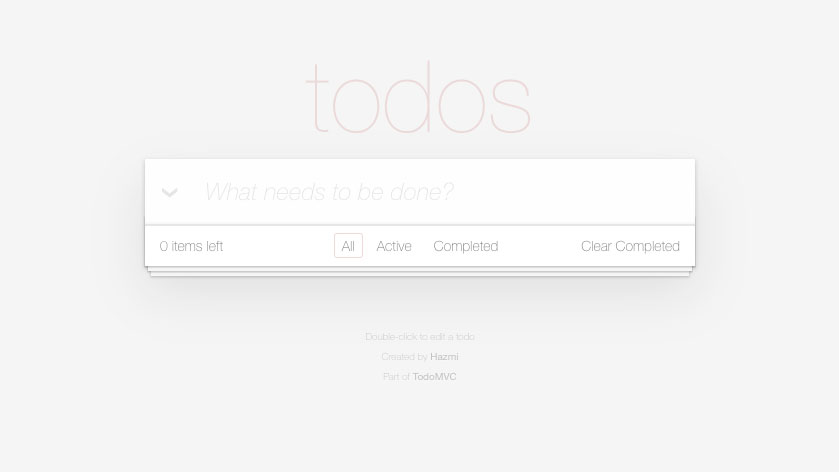 todos
What needs to be done?
0 items left All Active Completed Clear Completed
Double-click to edit a todo
Created by Hazmi
Part of TodoMVC